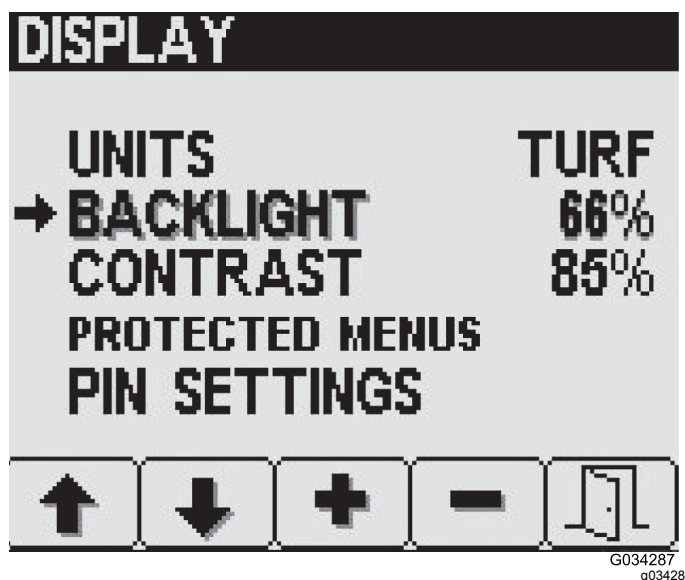 DISPLAY
UNITS TURF
BACKLIGHT 66%
CONTRAST 85%
PROTECTED MENUS
PIN SETTINGS
G034287
g03428